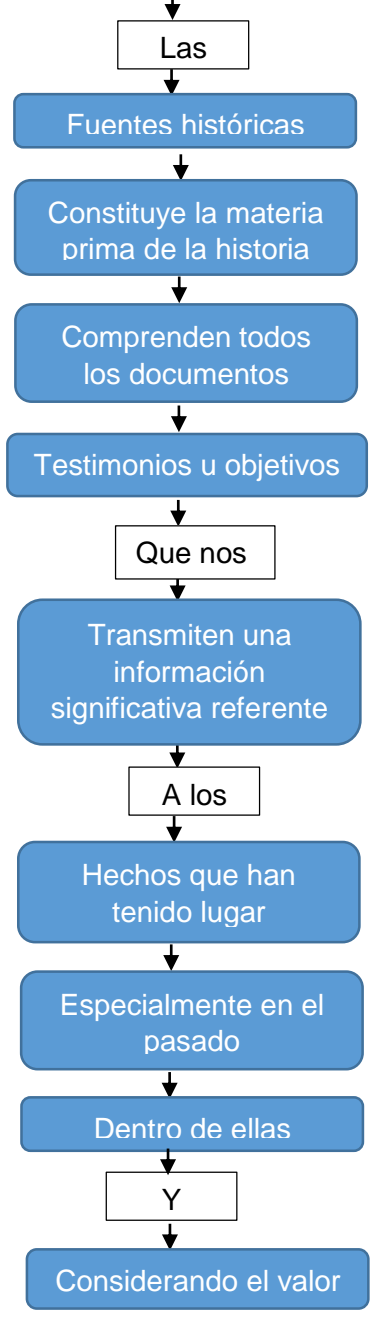 Las
Fuentes históricas
Constituye la materia
prima de la historia
Comprenden todos
los documentos
Testimonios u objetivos
Que nos
Transmiten una
información
significativa referente
A los
Hechos que han
tenido lugar
Especialmente en el
pasado
Dentro de ellas
Y
Considerando el valor